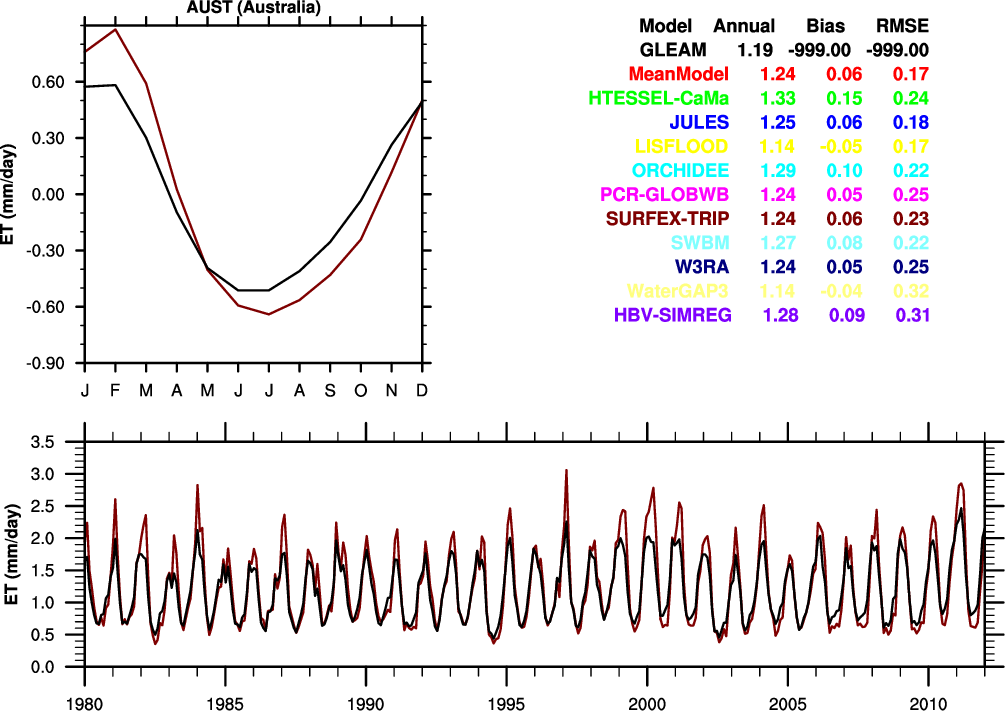 AUST (Australia)
ET (mm/day)
0.60
0.30
0.00
-0.30
-0.60
-0.90
J F M A M J J A S O N D
Model Annual Bias RMSE
GLEAM 1.19 -999.00 -999.00
MeanModel 1.24 0.06 0.17
HTESSEL-CaMa 1.33 0.15 0.24
JULES 1.25 0.06 0.18
LISFLOOD 1.14 -0.05 0.17
ORCHIDEE 1.29 0.10 0.22
PCR-GLOBWB 1.24 0.05 0.25
SURFEX-TRIP 1.24 0.06 0.23
SWBM 1.27 0.08 0.22
W3RA 1.24 0.05 0.25
WaterGAP3 1.14 -0.04 0.32
HBV-SIMREG 1.28 0.09 0.31
ET (mm/day)
3.5
3.0
2.5
2.0
1.5
1.0
0.5
0.0
1980 1985 1990 1995 2000 2005 2010